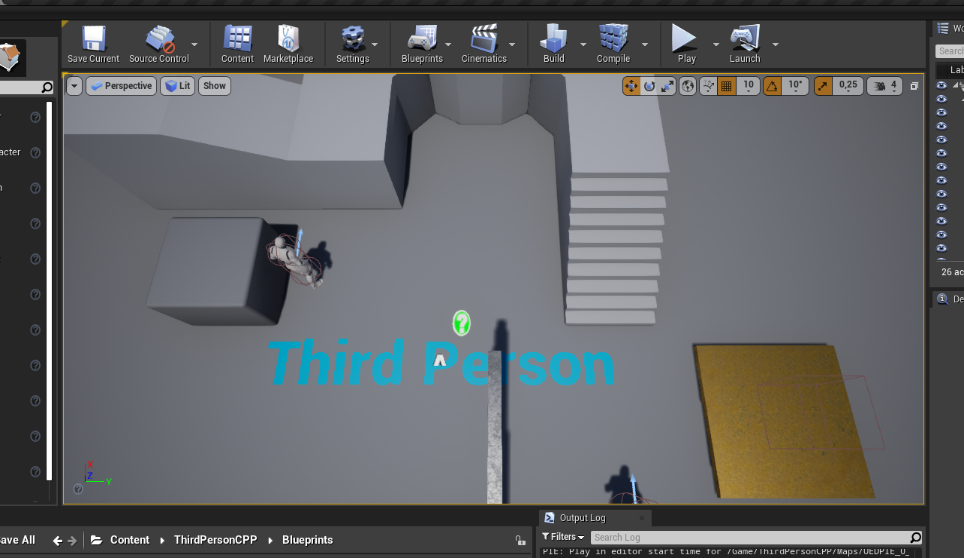 Save Current Source Control Content Marketplace Settings Blueprints Cinematics Build Compile Play Launch
Search
Perspective Lit Show 10 10° 0,25 4
acter
Third Person
26 ac
De
X
Z Y
Output Log
ave All Content ThirdPersonCPP Blueprints
Filters Search Log
PIE: Play in editor start time for /Game/ThirdPersonCPP/Maps/UEDPIE_0_